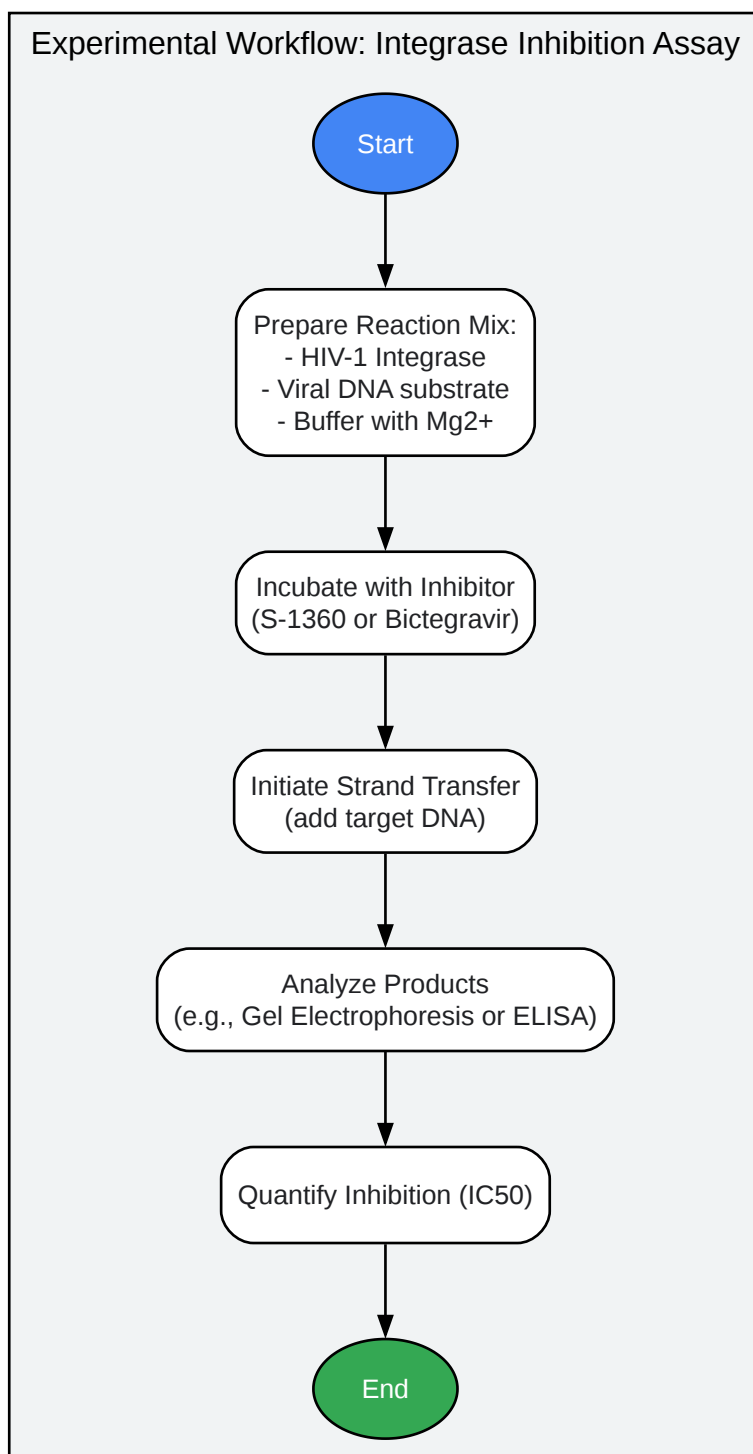 Experimental Workflow: Integrase Inhibition Assay
Start
Prepare Reaction Mix:
- HIV-1 Integrase
- Viral DNA substrate
- Buffer with Mg2+
Incubate with Inhibitor
(S-1360 or Bictegravir)
Initiate Strand Transfer
(add target DNA)
Analyze Products
(e.g., Gel Electrophoresis or ELISA)
Quantify Inhibition (IC50)
End